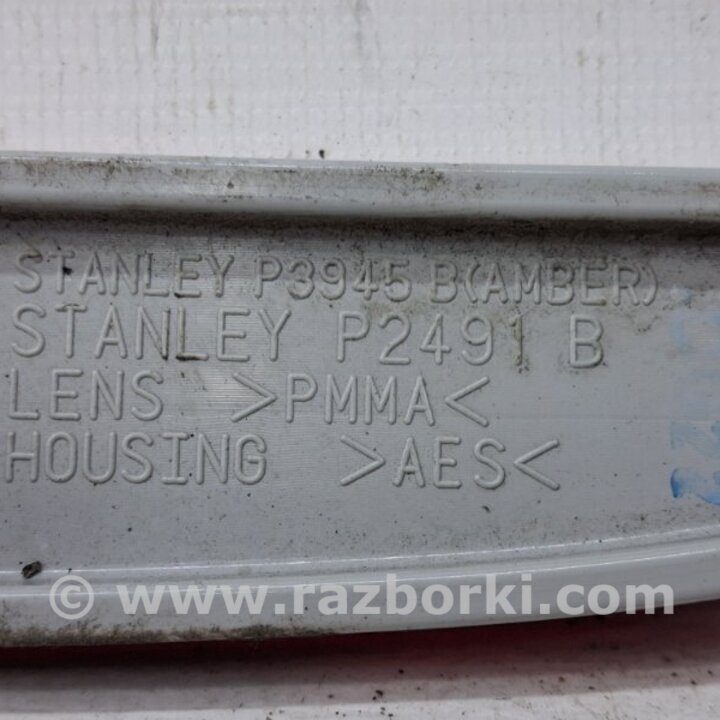 STANLEY P3945 B(AMBER)
STANLEY P2491 B
LENS >PMMA<
HOUSING >AES<
© www.razborki.com